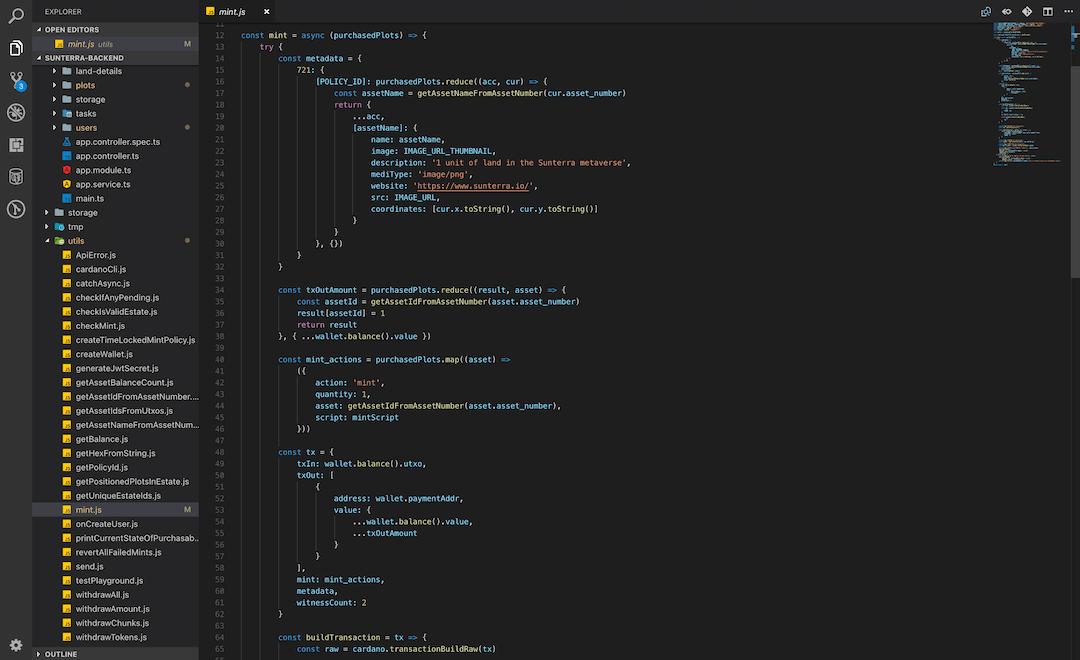 EXPLORER
OPEN EDITORS
mint.js utils M
SUNTERRA-BACKEND
land-details
plots
storage
tasks
users
app.controller.spec.ts
app.controller.ts
app.module.ts
app.service.ts
main.ts
storage
tmp
utils
ApiError.js
cardanoCli.js
catchAsync.js
checkIfAnyPending.js
checkIsValidEstate.js
checkMint.js
createTimeLockedMintPolicy.js
createWallet.js
generateJwtSecret.js
getAssetBalanceCount.js
getAssetIdFromAssetNumber....
getAssetIdsFromUtxos.js
getAssetNameFromAssetNum...
getBalance.js
getHexFromString.js
getPolicyId.js
getPositionedPlotsInEstate.js
getUniqueEstateIds.js
mint.js M
onCreateUser.js
printCurrentStateOfPurchasab...
revertAllFailedMints.js
send.js
testPlayground.js
withdrawAll.js
withdrawAmount.js
withdrawChunks.js
withdrawTokens.js
OUTLINE
3
mint.js ×
11
12 const mint = async (purchasedPlots) => {
13 try {
14 const metadata = {
15 721: {
16 [POLICY_ID]: purchasedPlots.reduce((acc, cur) => {
17 const assetName = getAssetNameFromAssetNumber(cur.asset_number)
18 return {
19 ...acc,
20 [assetName]: {
21 name: assetName,
22 image: IMAGE_URL_THUMBNAIL,
23 description: '1 unit of land in the Sunterra metaverse',
24 mediType: 'image/png',
25 website: 'https://www.sunterra.io/',
26 src: IMAGE_URL,
27 coordinates: [cur.x.toString(), cur.y.toString()]
28 }
29 }
30 }, {})
31 }
32 }
33
34 const txOutAmount = purchasedPlots.reduce((result, asset) => {
35 const assetId = getAssetIdFromAssetNumber(asset.asset_number)
36 result[assetId] = 1
37 return result
38 }, { ...wallet.balance().value })
39
40 const mint_actions = purchasedPlots.map((asset) =>
41 ({
42 action: 'mint',
43 quantity: 1,
44 asset: getAssetIdFromAssetNumber(asset.asset_number),
45 script: mintScript
46 }))
47
48 const tx = {
49 txIn: wallet.balance().utxo,
50 txOut: [
51 {
52 address: wallet.paymentAddr,
53 value: {
54 ...wallet.balance().value,
55 ...txOutAmount
56 }
57 }
58 ],
59 mint: mint_actions,
60 metadata,
61 witnessCount: 2
62 }
63
64 const buildTransaction = tx => {
65 const raw = cardano.transactionBuildRaw(tx)